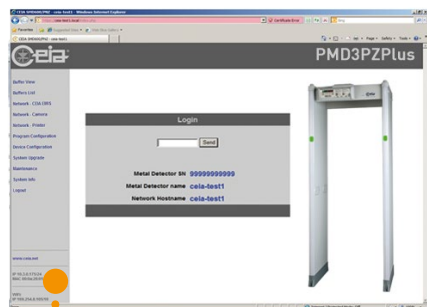 Ceia
PMD3PZPlus
Buffer View
Buffers List
Network - CEIA DBFS
Network - Camera
Network - Printer
Program Configuration
Device Configuration
System Upgrade
Maintenance
System Info
Logout
Login
Send
Metal Detector SN 99999999999
Metal Detector name ceia-test1
Network Hostname ceia-test1
www.ceia.net